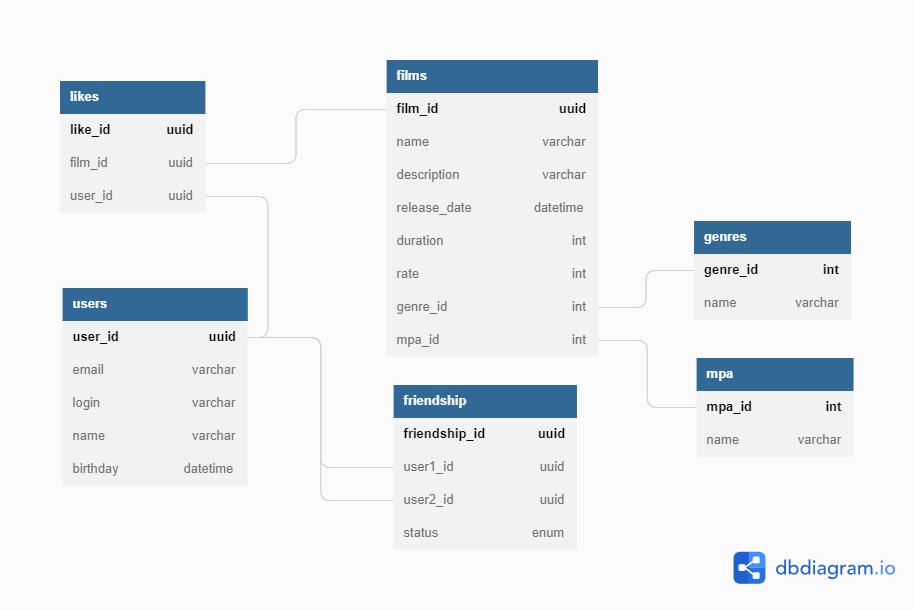 likes
like_id uuid
film_id uuid
user_id uuid
users
user_id uuid
email varchar
login varchar
name varchar
birthday datetime
films
film_id uuid
name varchar
description varchar
release_date datetime
duration int
rate int
genre_id int
mpa_id int
friendship
friendship_id uuid
user1_id uuid
user2_id uuid
status enum
genres
genre_id int
name varchar
mpa
mpa_id int
name varchar
dbdiagram.io